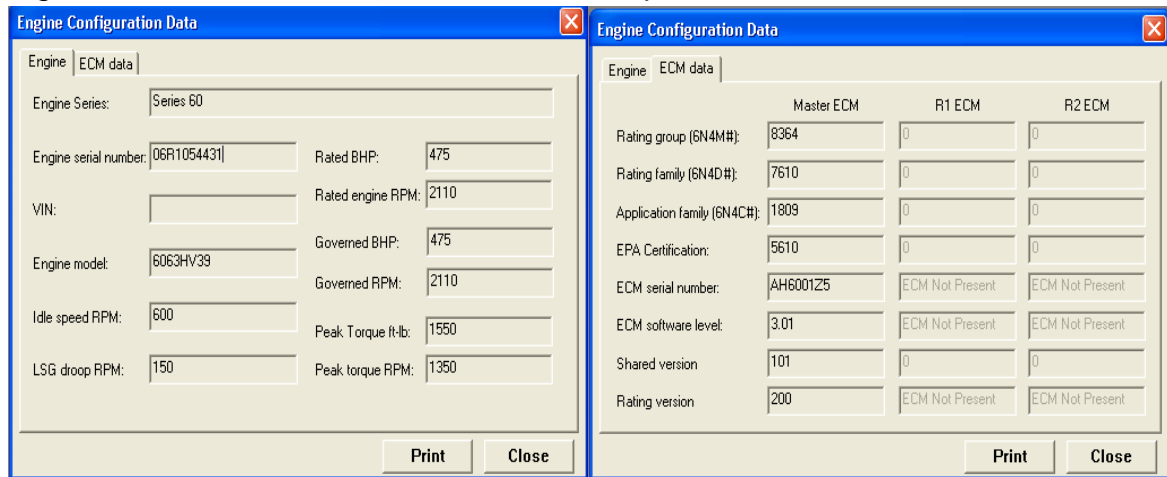 Engine Configuration Data
Engine ECM data
Engine Series: Series 60
Engine serial number: 06R1054431 Rated BHP: 475
Rated engine RPM: 2110
VIN:
Governed BHP: 475
Engine model: 6063HV39
Governed RPM: 2110
Idle speed RPM: 600
Peak Torque ft-lb: 1550
LSG droop RPM: 150 Peak torque RPM: 1350
Print Close
Engine Configuration Data
Engine ECM data
Master ECM R1 ECM R2 ECM
Rating group (6N4M#): 8364 0 0
Rating family (6N4D#): 7610 0 0
Application family (6N4C#): 1809 0 0
EPA Certification: 5610 0 0
ECM serial number: AH6001Z5 ECM Not Present ECM Not Present
ECM software level: 3.01 ECM Not Present ECM Not Present
Shared version 101 0 0
Rating version 200 ECM Not Present ECM Not Present
Print Close